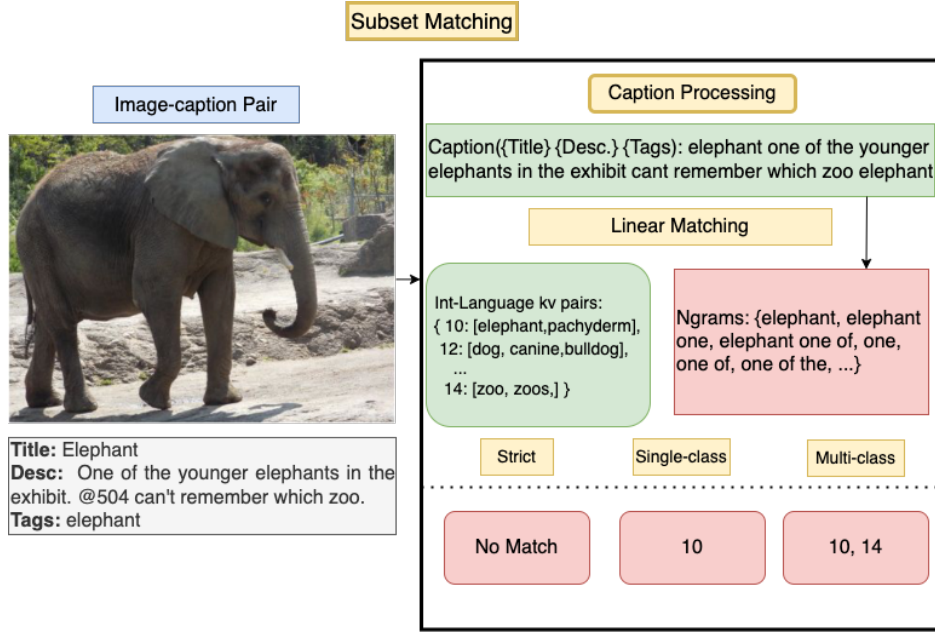 Subset Matching
Image-caption Pair
Title: Elephant
Desc: One of the younger elephants in the
exhibit. @504 can't remember which zoo.
Tags: elephant
Caption Processing
Caption({Title} {Desc.} {Tags): elephant one of the younger
elephants in the exhibit cant remember which zoo elephant
Linear Matching
Int-Language kv pairs:
{ 10: [elephant,pachyderm],
12: [dog, canine,bulldog],
...
14: [zoo, zoos,] }
Ngrams: {elephant, elephant
one, elephant one of, one,
one of, one of the, ...}
Strict
Single-class
Multi-class
No Match
10
10, 14